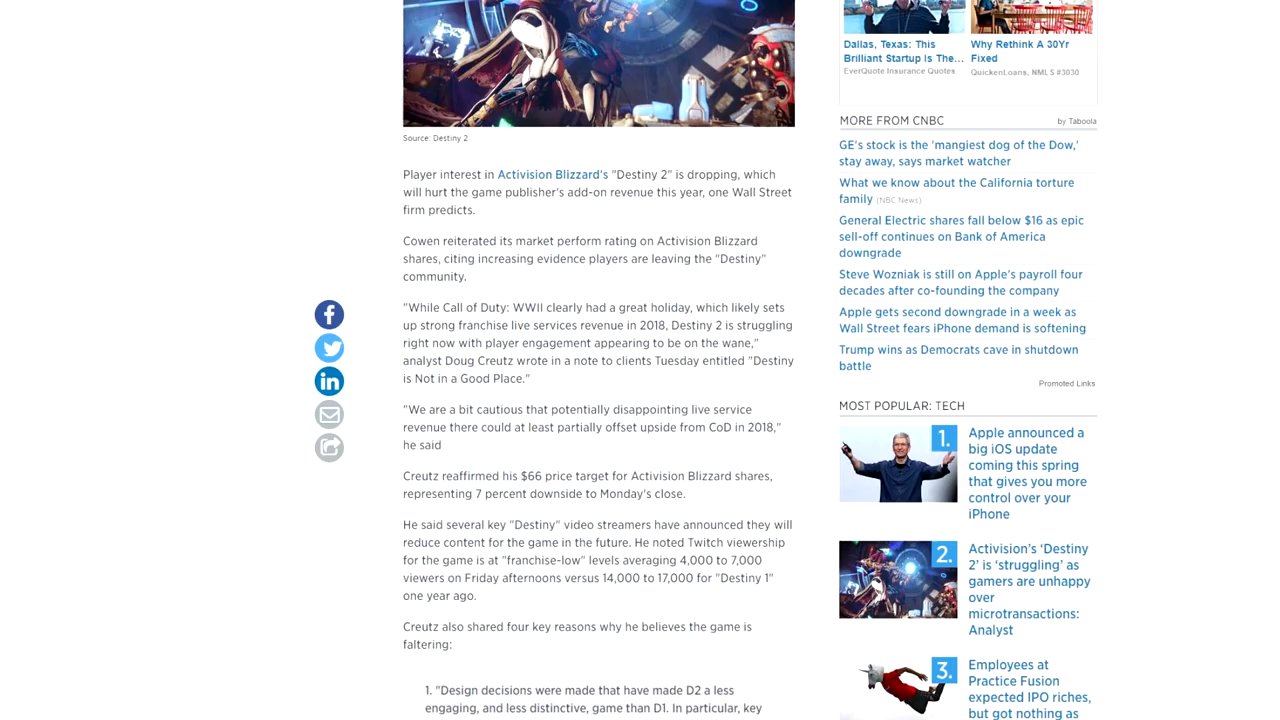 Source: Destiny 2
Player interest in Activision Blizzard's "Destiny 2" is dropping, which
will hurt the game publisher's add-on revenue this year, one Wall Street
firm predicts.
Cowen reiterated its market perform rating on Activision Blizzard
shares, citing increasing evidence players are leaving the "Destiny"
community.
"While Call of Duty: WWII clearly had a great holiday, which likely sets
up strong franchise live services revenue in 2018, Destiny 2 is struggling
right now with player engagement appearing to be on the wane,"
analyst Doug Creutz wrote in a note to clients Tuesday entitled "Destiny
is Not in a Good Place."
"We are a bit cautious that potentially disappointing live service
revenue there could at least partially offset upside from CoD in 2018,"
he said
Creutz reaffirmed his $66 price target for Activision Blizzard shares,
representing 7 percent downside to Monday's close.
He said several key "Destiny" video streamers have announced they will
reduce content for the game in the future. He noted Twitch viewership
for the game is at "franchise-low" levels averaging 4,000 to 7,000
viewers on Friday afternoons versus 14,000 to 17,000 for "Destiny 1"
one year ago.
Creutz also shared four key reasons why he believes the game is
faltering:
1. "Design decisions were made that have made D2 a less
engaging, and less distinctive, game than D1. In particular, key
Dallas, Texas: This
Brilliant Startup Is The...
EverQuote Insurance Quotes
Why Rethink A 30Yr
Fixed
QuickenLoans, NMLS #3030
MORE FROM CNBC
by Taboola
GE's stock is the 'mangiest dog of the Dow,'
stay away, says market watcher
What we know about the California torture
family (NBC News)
General Electric shares fall below $16 as epic
sell-off continues on Bank of America
downgrade
Steve Wozniak is still on Apple's payroll four
decades after co-founding the company
Apple gets second downgrade in a week as
Wall Street fears iPhone demand is softening
Trump wins as Democrats cave in shutdown
battle
Promoted Links
MOST POPULAR: TECH
1.
Apple announced a
big iOS update
coming this spring
that gives you more
control over your
iPhone
2.
Activision's 'Destiny
2' is 'struggling' as
gamers are unhappy
over
microtransactions:
Analyst
3.
Employees at
Practice Fusion
expected IPO riches,
but got nothing as